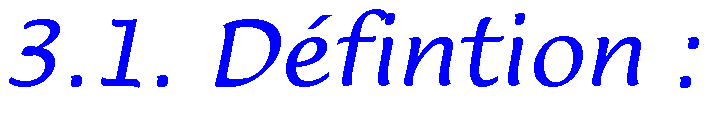 3.1. Défintion :